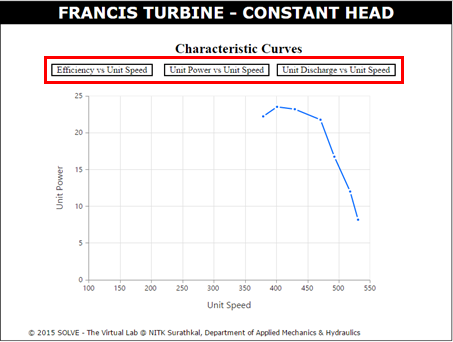 FRANCIS TURBINE - CONSTANT HEAD
Characteristic Curves
Efficiency vs Unit Speed Unit Power vs Unit Speed Unit Discharge vs Unit Speed
25
20
15
10
5
0
Unit Power
100 150 200 250 300 350 400 450 500 550
Unit Speed
© 2015 SOLVE - The Virtual Lab @ NITK Surathkal, Department of Applied Mechanics & Hydraulics